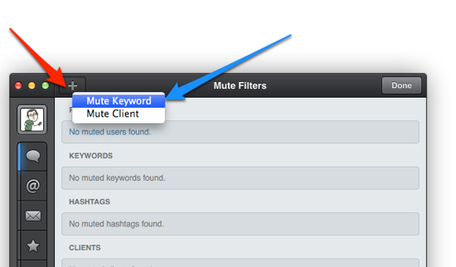 Mute Filters
Done
Mute Keyword
Mute Client
No muted users found.
KEYWORDS
No muted keywords found.
HASHTAGS
No muted hashtags found.
CLIENTS